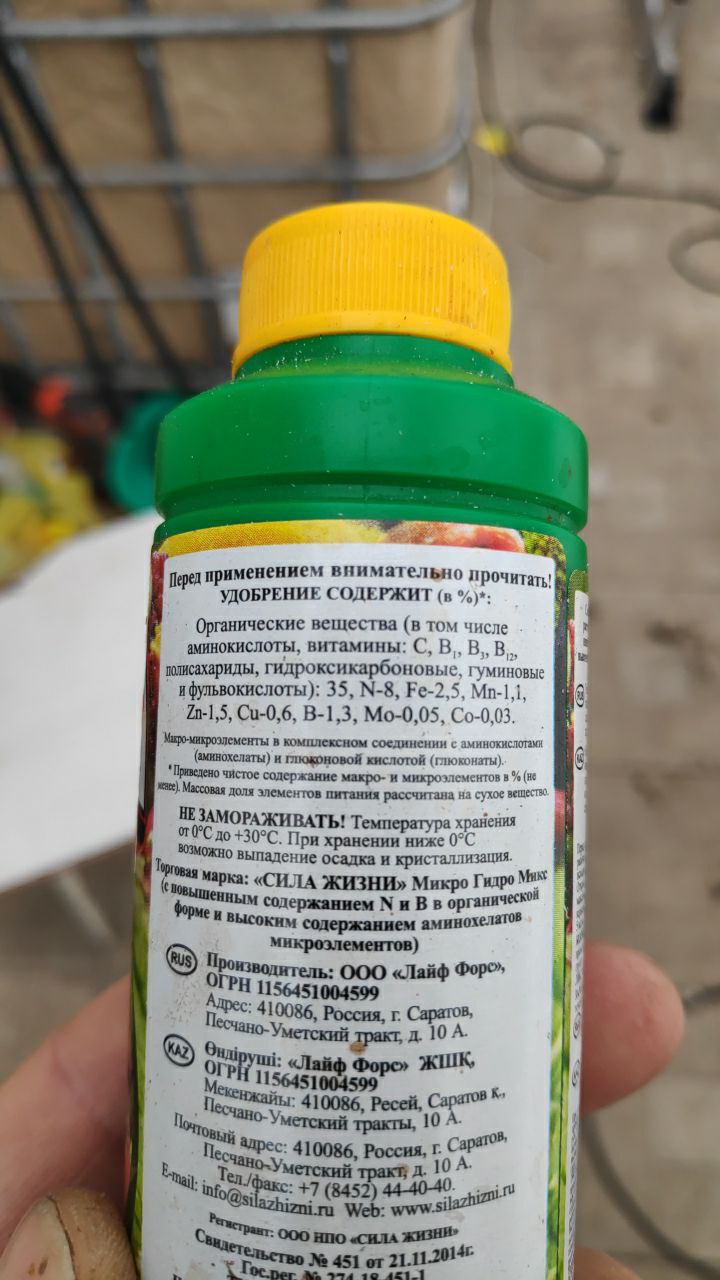 Перед применением внимательно прочитать!
УДОБРЕНИЕ СОДЕРЖИТ (в %)*:
Органические вещества (в том числе
аминокислоты, витамины: С, В₁, В₃, В₁₂,
полисахариды, гидроксикарбоновые, гуминовые
и фульвокислоты): 35, N-8, Fe-2,5, Mn-1,1,
Zn-1,5, Cu-0,6, B-1,3, Mo-0,05, Co-0,03.
Макро-микроэлементы в комплексном соединении с аминокислотами
(аминохелаты) и глюконовой кислотой (глюконаты).
* Приведено чистое содержание макро- и микроэлементов в % (не
менее). Массовая доля элементов питания рассчитана на сухое вещество.
НЕ ЗАМОРАЖИВАТЬ! Температура хранения
от 0°С до +30°С. При хранении ниже 0°С
возможно выпадение осадка и кристаллизация.
Торговая марка: «СИЛА ЖИЗНИ» Микро Гидро Микс
(с повышенным содержанием N и B в органической
форме и высоким содержанием аминохелатов
микроэлементов)
RUS Производитель: ООО «Лайф Форс»,
ОГРН 1156451004599
Адрес: 410086, Россия, г. Саратов,
Песчано-Уметский тракт, д. 10 А.
KAZ Өндіруші: «Лайф Форс» ЖШҚ,
ОГРН 1156451004599
Мекенжайы: 410086, Ресей, Саратов к.,
Песчано-Уметский тракты, 10 А.
Почтовый адрес: 410086, Россия, г. Саратов,
Песчано-Уметский тракт, д. 10 А.
Тел./факс: +7 (8452) 44-40-40.
E-mail: info@silazhizni.ru Web: www.silazhizni.ru
Регистрант: ООО НПО «СИЛА ЖИЗНИ»
Свидетельство № 451 от 21.11.2014г.
Гос.рег. № 274-18-451-1